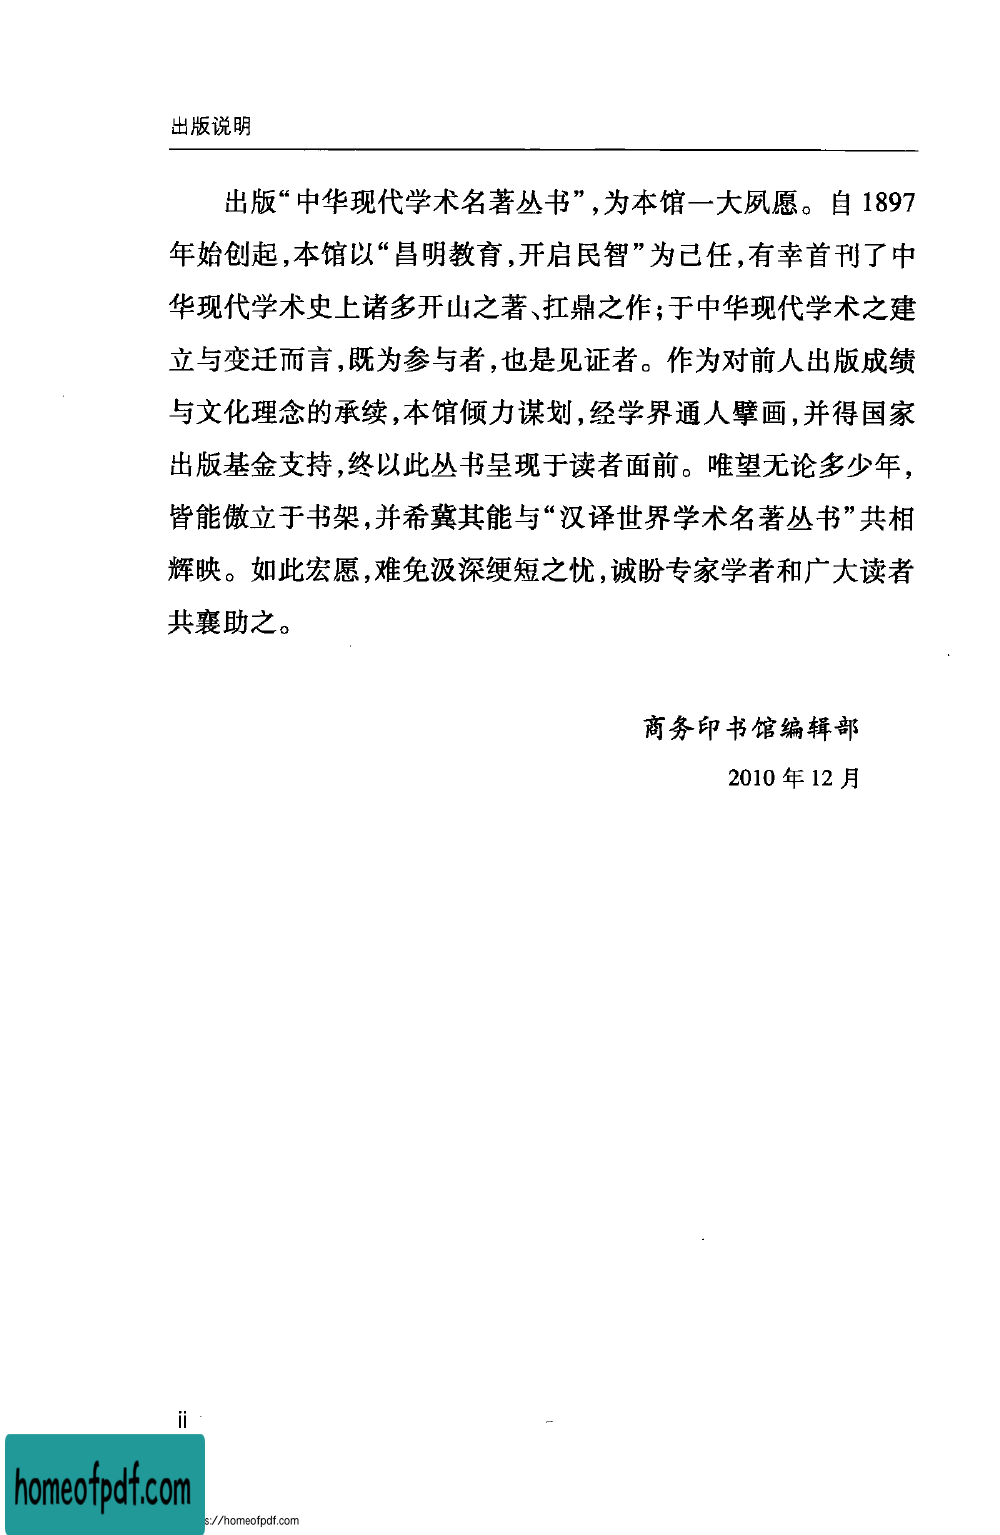 出版说明
出版“中华现代学术名著丛书”,为本馆一大夙愿。自 1897
年始创起,本馆以“昌明教育,开启民智”为己任,有幸首刊了中
华现代学术史上诸多开山之著、扛鼎之作;于中华现代学术之建
立与变迁而言,既为参与者,也是见证者。作为对前人出版成绩
与文化理念的承续,本馆倾力谋划,经学界通人擘画,并得国家
出版基金支持,终以此丛书呈现于读者面前。唯望无论多少年,
皆能傲立于书架,并希冀其能与“汉译世界学术名著丛书”共相
辉映。如此宏愿,难免汲深绠短之忧,诚盼专家学者和广大读者
共襄助之。
商务印书馆编辑部
2010 年 12 月
ii
homeofpdf.com
s://homeofpdf.com